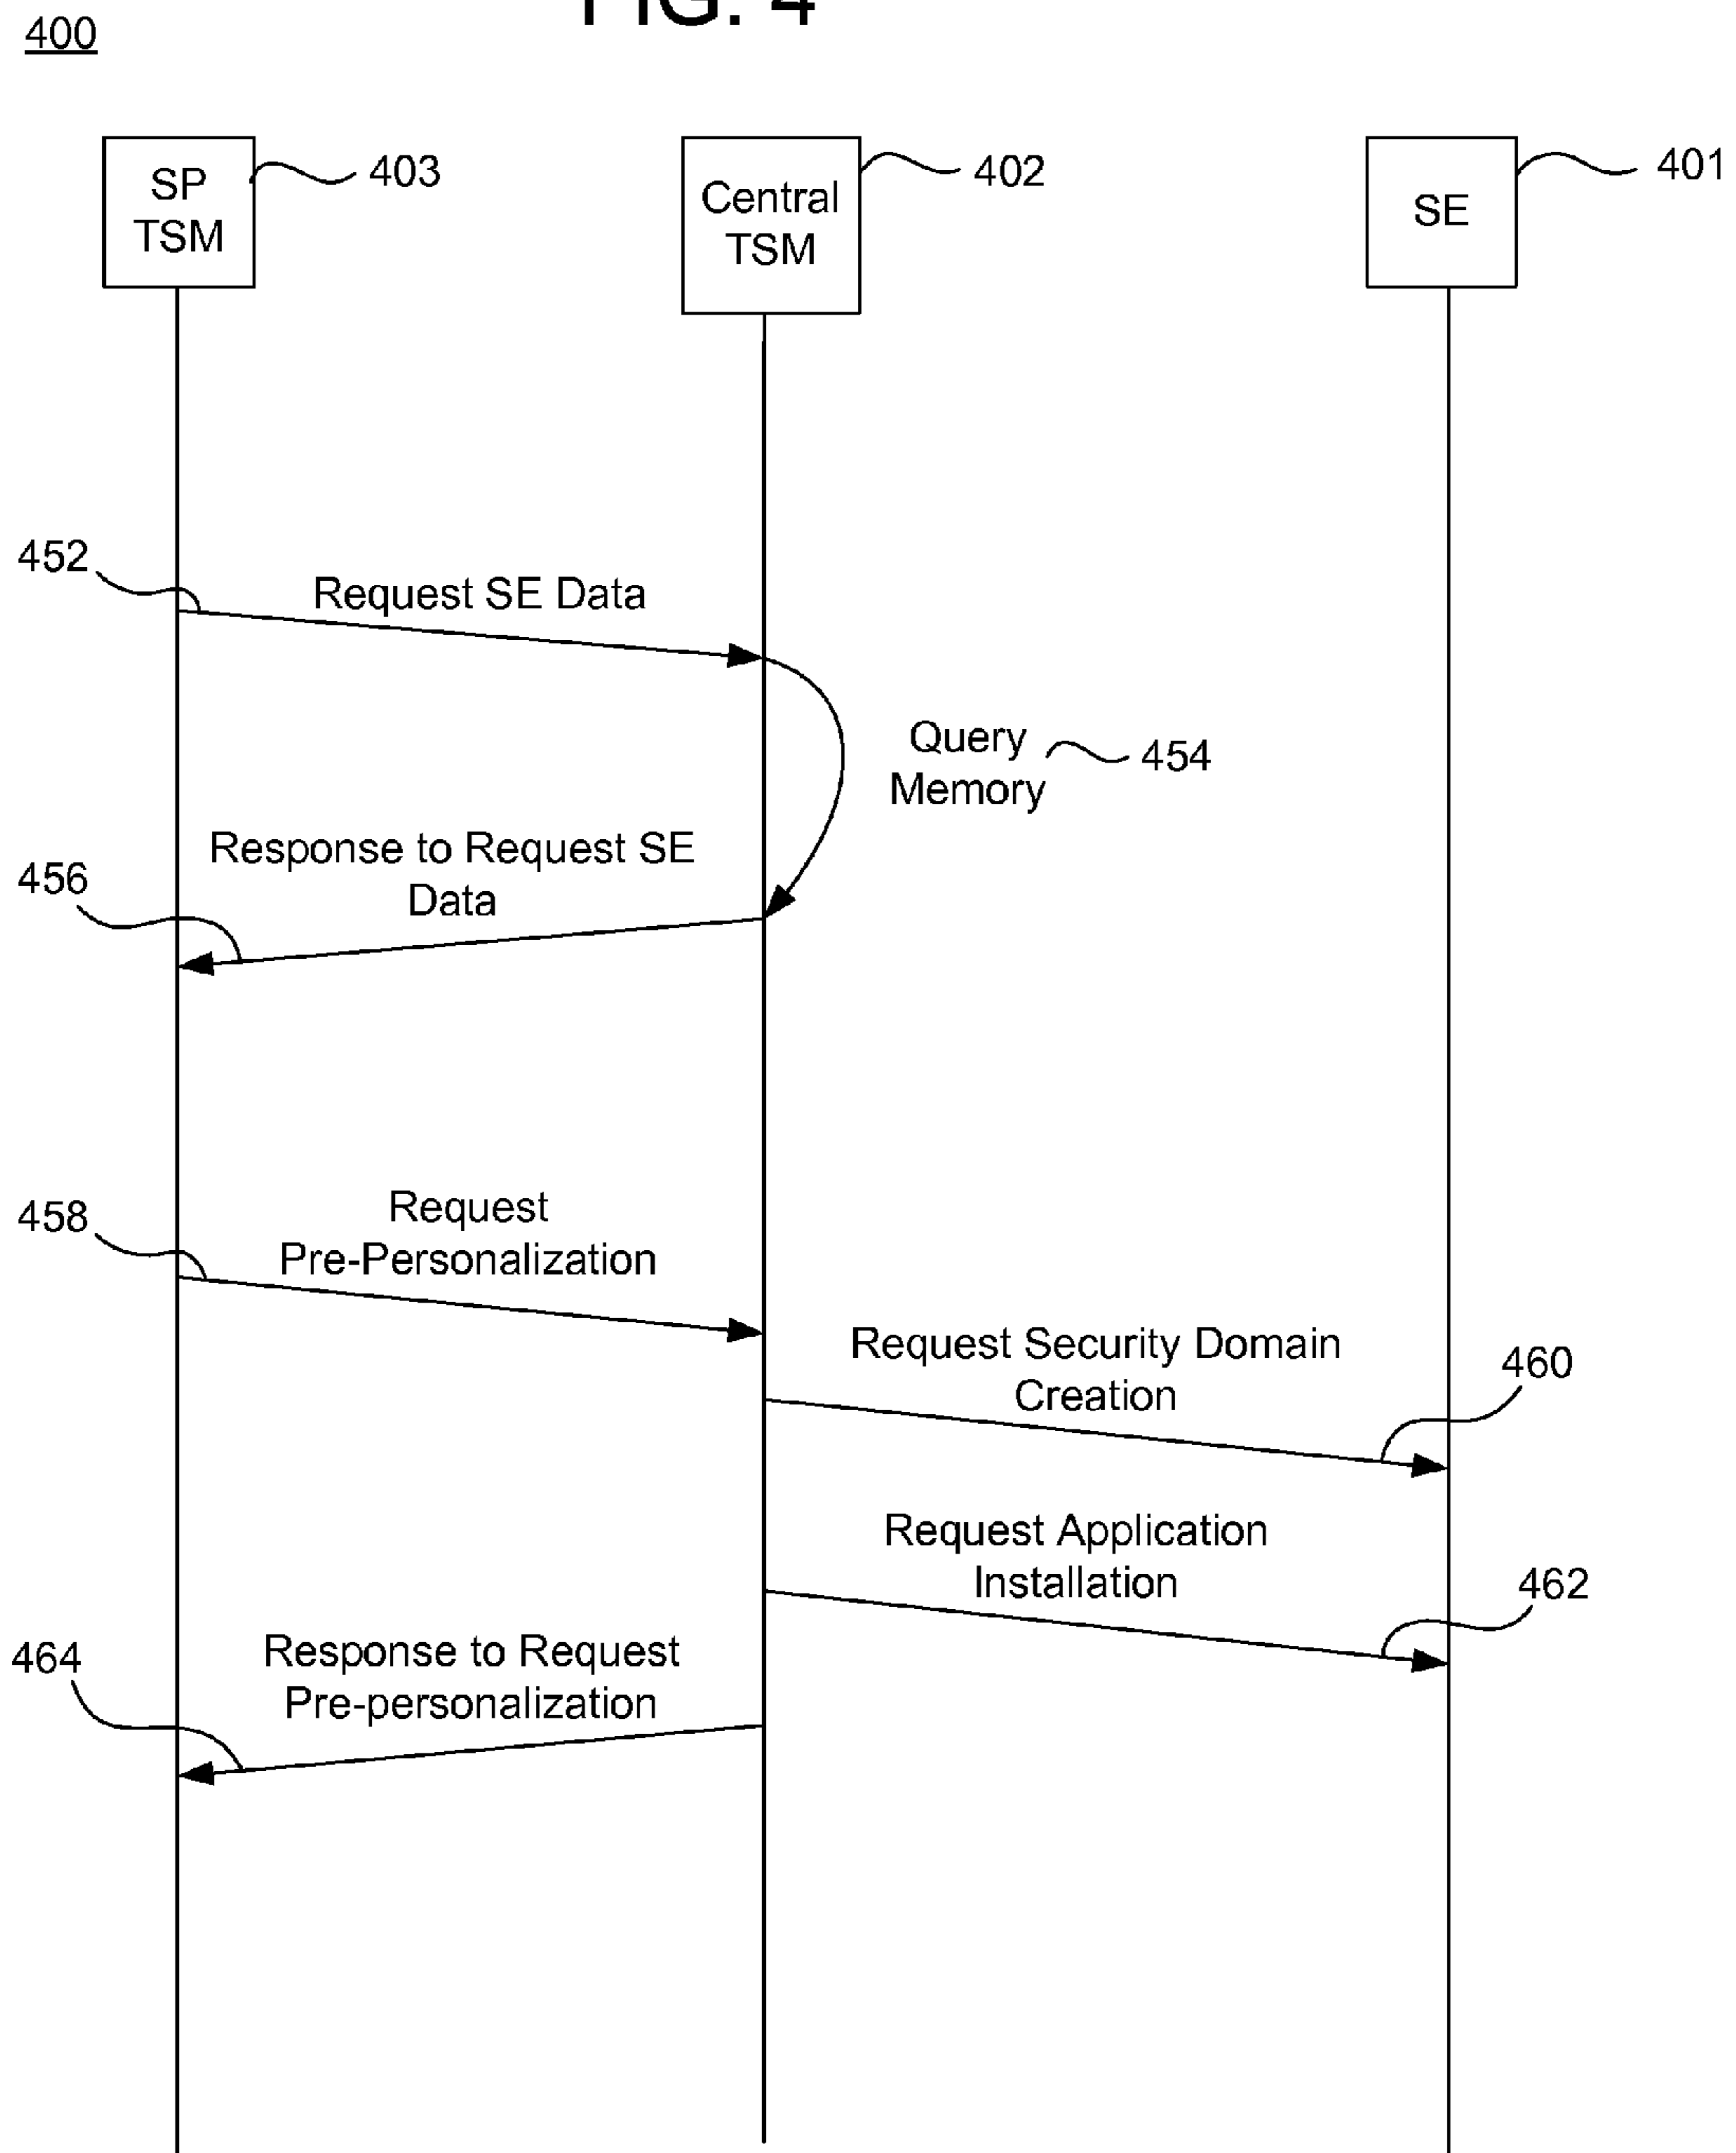 FIG. 4
400
SP
TSM
403
Central
TSM
402
SE
401
452
Request SE Data
Query
Memory
454
Response to Request SE
Data
456
458
Request
Pre-Personalization
Request Security Domain
Creation
460
Request Application
Installation
462
464
Response to Request
Pre-personalization